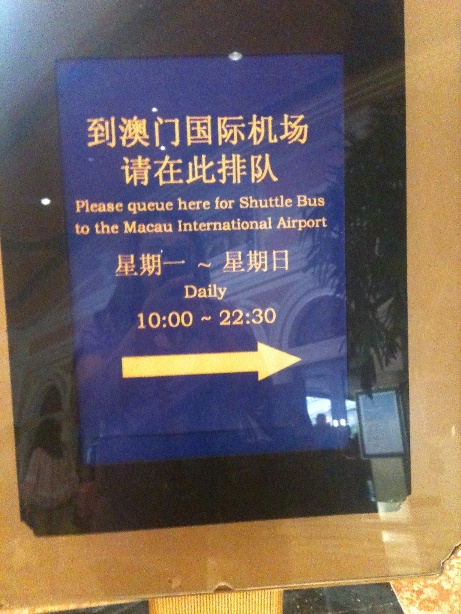 到澳门国际机场
请在此排队
Please queue here for Shuttle Bus
to the Macau International Airport
星期一 ~ 星期日
Daily
10:00 ~ 22:30